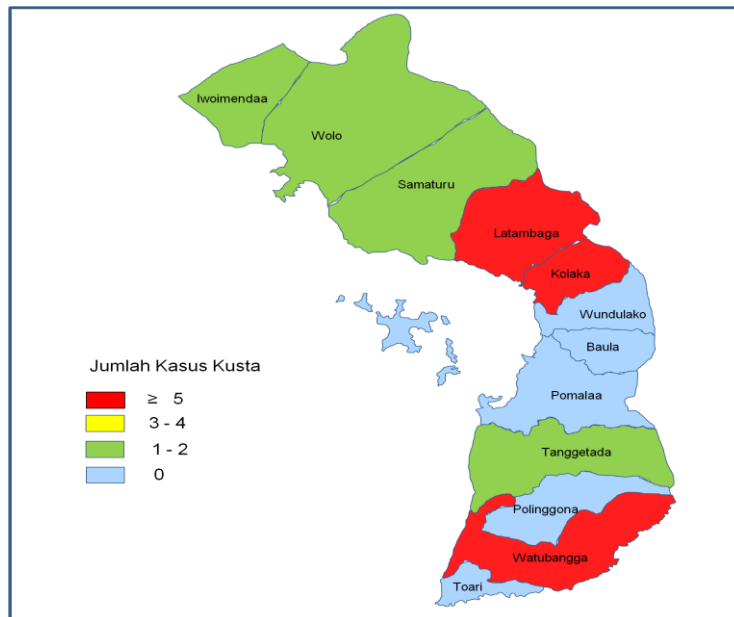 Iwoimendaa
Wolo
Samaturu
Latambaga
Kolaka
Wundulako
Baula
Pomalaa
Tanggetada
Polinggona
Watubangga
Toari
Jumlah Kasus Kusta
≥ 5
3 - 4
1 - 2
0